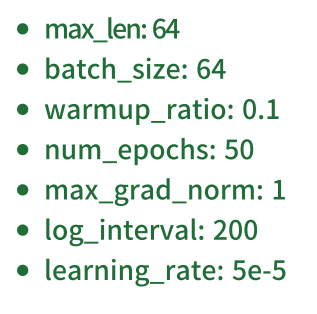 • max_len: 64
• batch_size: 64
• warmup_ratio: 0.1
• num_epochs: 50
• max_grad_norm: 1
• log_interval: 200
• learning_rate: 5e-5